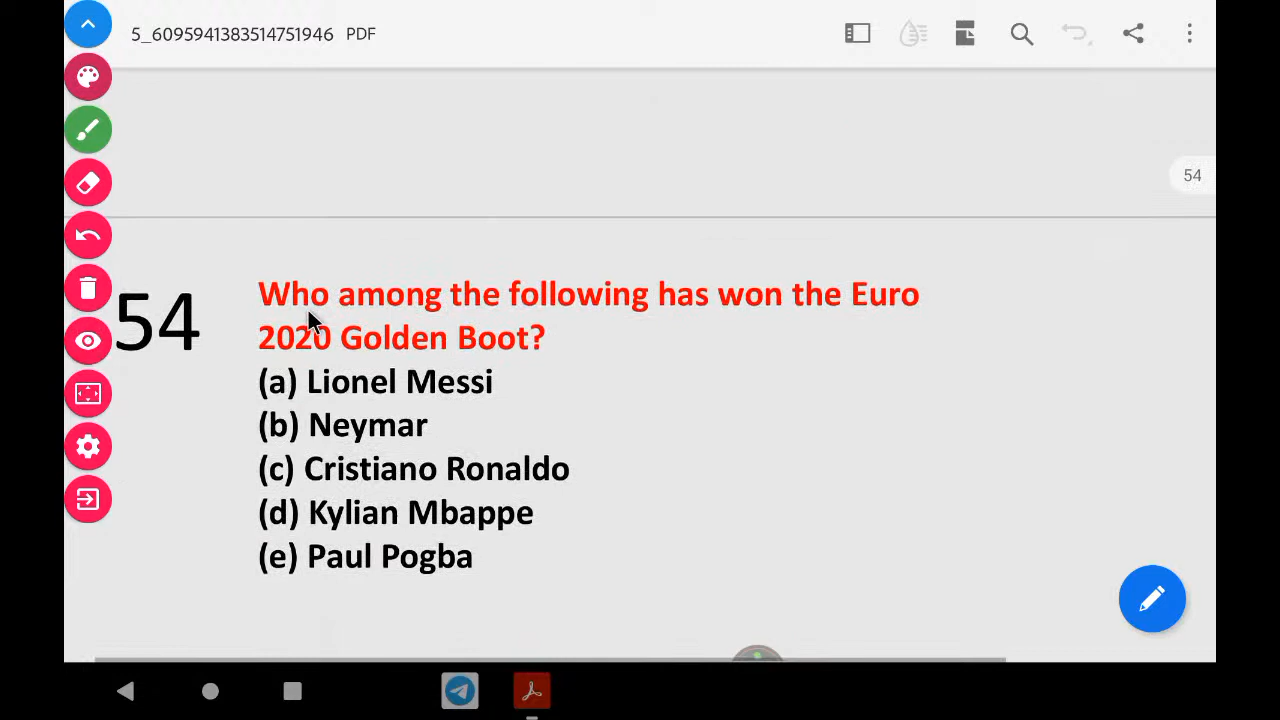 5_6095941383514751946 PDF
54
54
Who among the following has won the Euro
2020 Golden Boot?
(a) Lionel Messi
(b) Neymar
(c) Cristiano Ronaldo
(d) Kylian Mbappe
(e) Paul Pogba